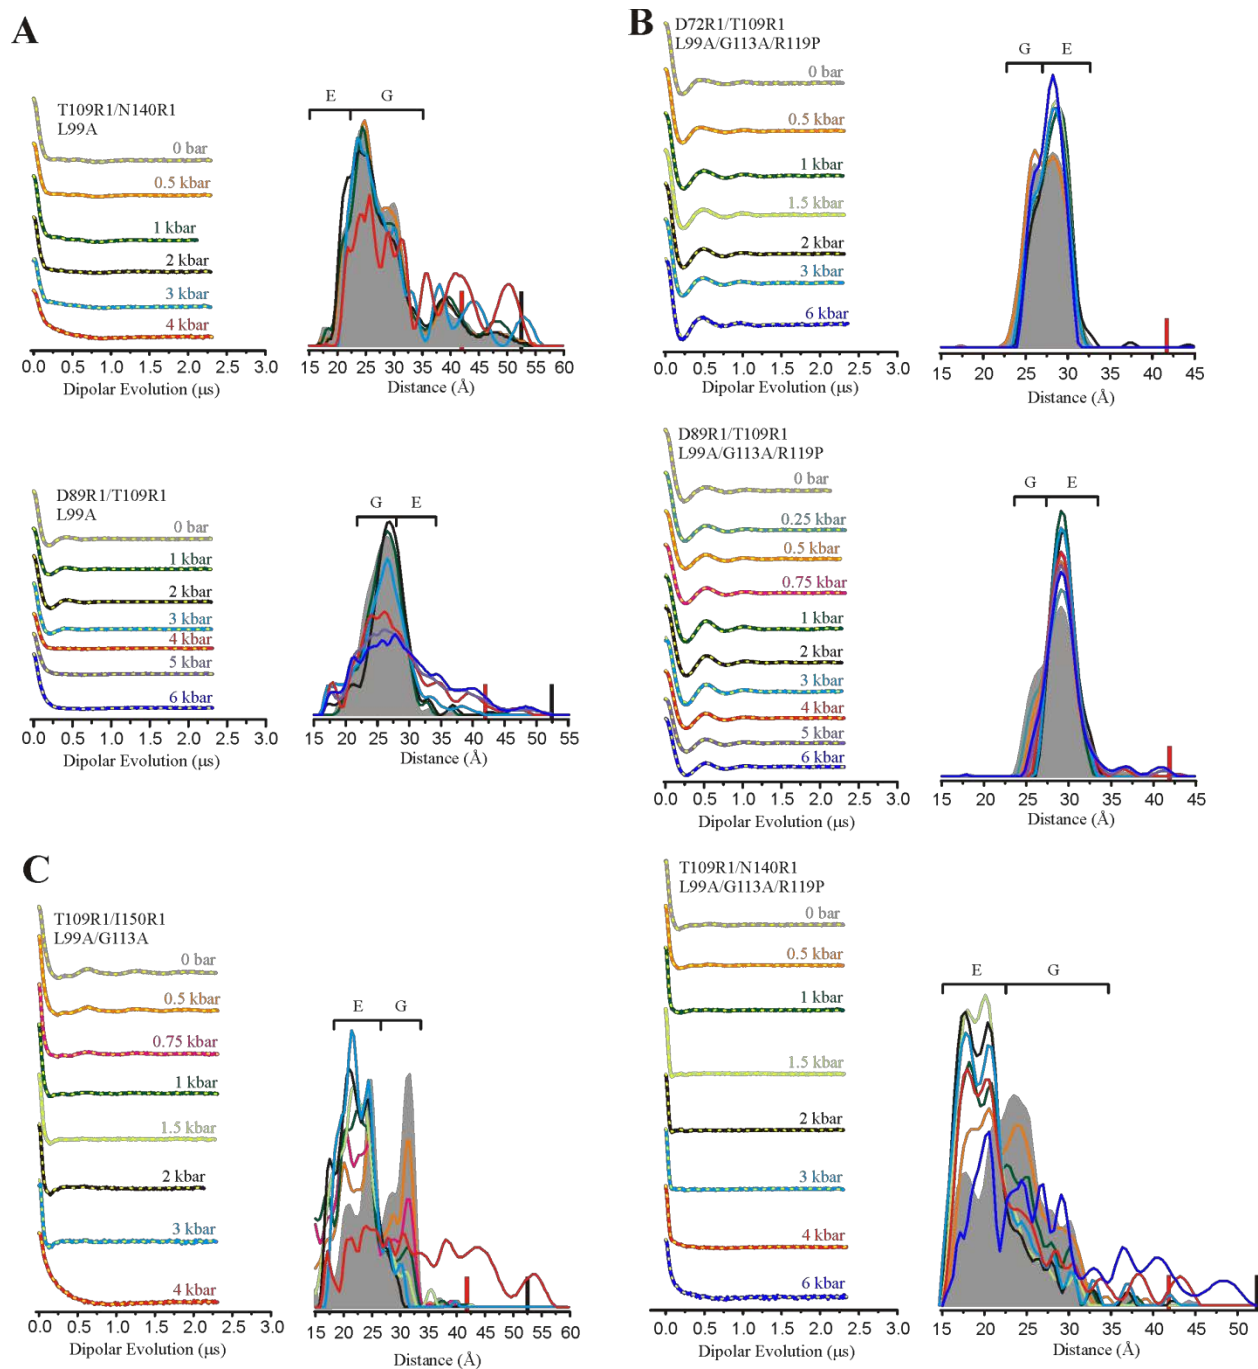 A
T109R1/N140R1
L99A
0 bar
0.5 kbar
1 kbar
2 kbar
3 kbar
4 kbar
0.0 0.5 1.0 1.5 2.0 2.5 3.0
Dipolar Evolution (μs)
E G
15 20 25 30 35 40 45 50 55 60
Distance (Å)
D89R1/T109R1
L99A
0 bar
1 kbar
2 kbar
3 kbar
4 kbar
5 kbar
6 kbar
0.0 0.5 1.0 1.5 2.0 2.5 3.0
Dipolar Evolution (μs)
G E
15 20 25 30 35 40 45 50 55
Distance (Å)
B
D72R1/T109R1
L99A/G113A/R119P
0 bar
0.5 kbar
1 kbar
1.5 kbar
2 kbar
3 kbar
6 kbar
0.0 0.5 1.0 1.5 2.0 2.5 3.0
Dipolar Evolution (μs)
G E
15 20 25 30 35 40 45
Distance (Å)
D89R1/T109R1
L99A/G113A/R119P
0 bar
0.25 kbar
0.5 kbar
0.75 kbar
1 kbar
2 kbar
3 kbar
4 kbar
5 kbar
6 kbar
0.0 0.5 1.0 1.5 2.0 2.5 3.0
Dipolar Evolution (μs)
G E
15 20 25 30 35 40 45
Distance (Å)
T109R1/N140R1
L99A/G113A/R119P
0 bar
0.5 kbar
1 kbar
1.5 kbar
2 kbar
3 kbar
4 kbar
6 kbar
0.0 0.5 1.0 1.5 2.0 2.5 3.0
Dipolar Evolution (μs)
E G
15 20 25 30 35 40 45 50
Distance (Å)
C
T109R1/I150R1
L99A/G113A
0 bar
0.5 kbar
0.75 kbar
1 kbar
1.5 kbar
2 kbar
3 kbar
4 kbar
0.0 0.5 1.0 1.5 2.0 2.5 3.0
Dipolar Evolution (μs)
E G
15 20 25 30 35 40 45 50 55 60
Distance (Å)